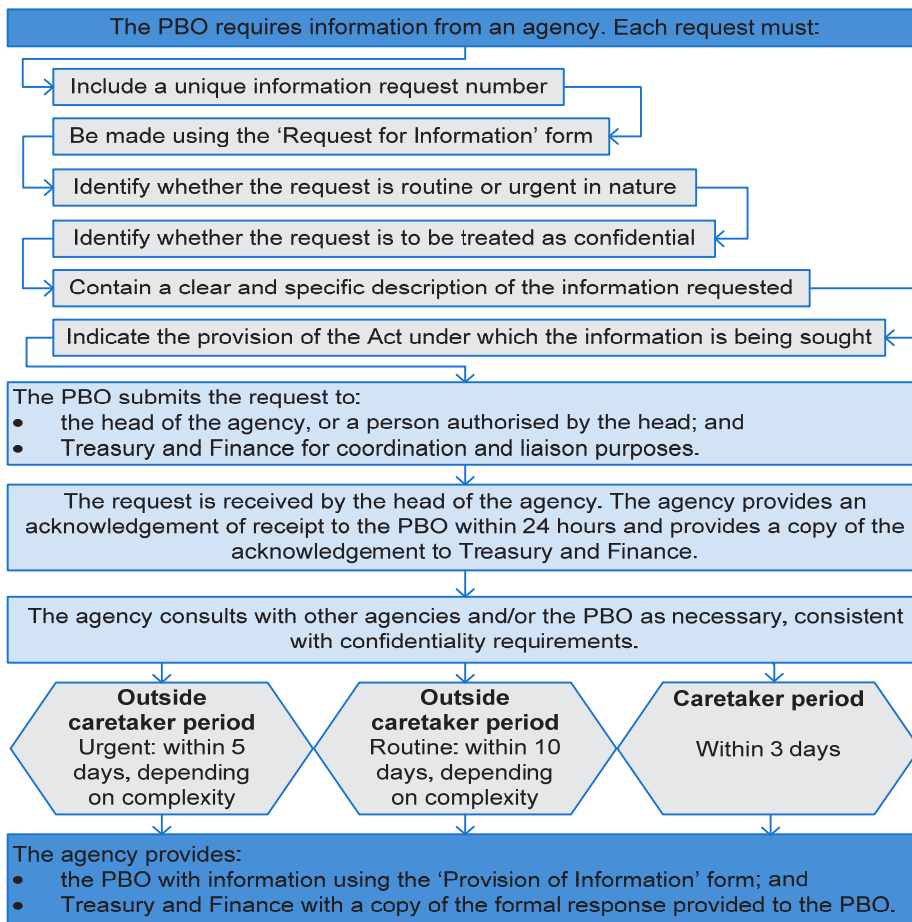 The PBO requires information from an agency. Each request must:
Include a unique information request number
Be made using the ‘Request for Information’ form
Identify whether the request is routine or urgent in nature
Identify whether the request is to be treated as confidential
Contain a clear and specific description of the information requested
Indicate the provision of the Act under which the information is being sought
The PBO submits the request to:
• the head of the agency, or a person authorised by the head; and
• Treasury and Finance for coordination and liaison purposes.
The request is received by the head of the agency. The agency provides an
acknowledgement of receipt to the PBO within 24 hours and provides a copy of the
acknowledgement to Treasury and Finance.
The agency consults with other agencies and/or the PBO as necessary, consistent
with confidentiality requirements.
Outside
caretaker period
Urgent: within 5
days, depending
on complexity
Outside
caretaker period
Routine: within 10
days, depending
on complexity
Caretaker period
Within 3 days
The agency provides:
• the PBO with information using the ‘Provision of Information’ form; and
• Treasury and Finance with a copy of the formal response provided to the PBO.